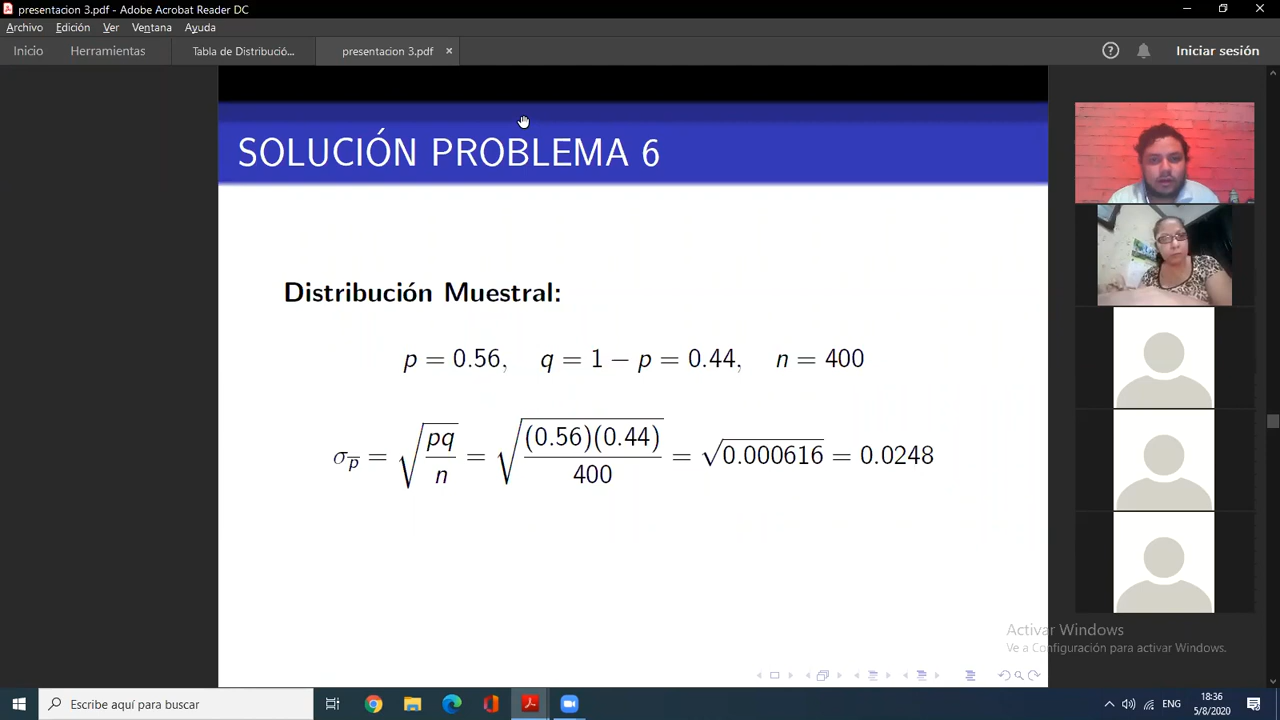 presentacion 3.pdf - Adobe Acrobat Reader DC
Archivo Edición Ver Ventana Ayuda
Inicio Herramientas Tabla de Distribució... presentacion 3.pdf × Iniciar sesión
SOLUCIÓN PROBLEMA 6
Distribución Muestral:
p = 0.56, q = 1 − p = 0.44, n = 400
σ_p̅ = √(pq/n) = √((0.56)(0.44)/400) = √0.000616 = 0.0248
Activar Windows
Ve a Configuración para activar Windows.
Escribe aquí para buscar
ENG
18:36
5/8/2020